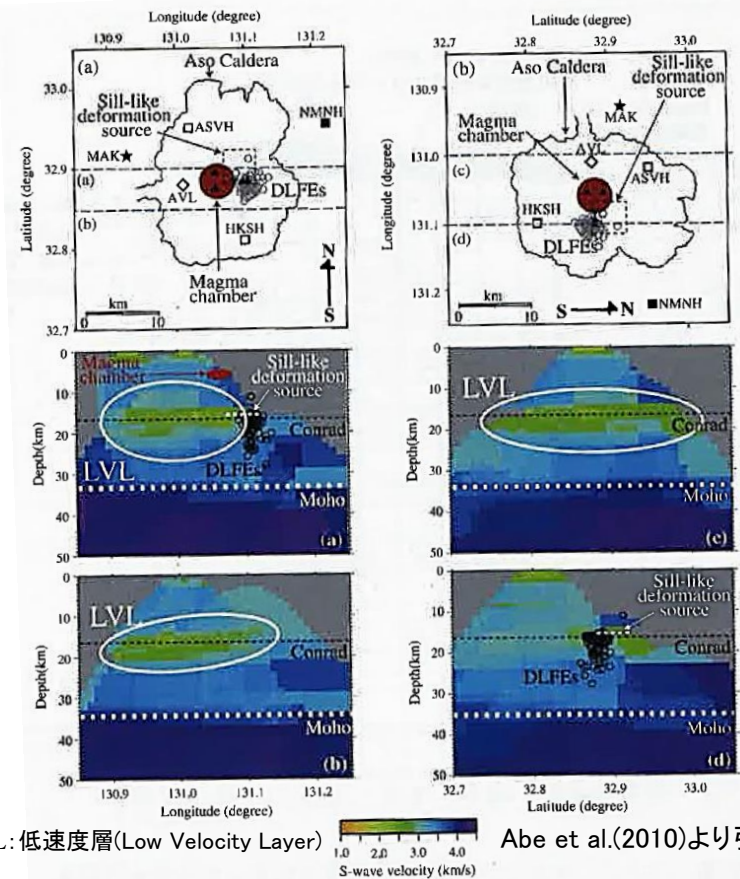 Longitude (degree)
130.9 131.0 131.1 131.2
(a)
Aso Caldera
33.0
Sill-like
deformation
source
ASVH
NMNH
MAK
32.9
(a)
AVL
DLFEs
(b)
HKSH
32.8
Magma
chamber
N
S
km
0 10
32.7
Latitude (degree)
Latitude (degree)
32.7 32.8 32.9 33.0
(b)
130.9
Aso Caldera
Sill-like
deformation
source
MAK
Magma
chamber
131.0
AVL
(c)
ASVH
HKSH
131.1
(d)
DLFEs
131.2
km
0 10
S N
NMNH
Longitude (degree)
0
10
20
30
40
50
Depth(km)
Magma
chamber
Sill-like
deformation
source
Conrad
LVL
DLFEs
Moho
(a)
0
10
20
30
40
50
Depth(km)
LVL
Conrad
Moho
(c)
0
10
20
30
40
50
Depth(km)
LVL
Conrad
Moho
(b)
130.9 131.0 131.1 131.2
Longitude (degree)
0
10
20
30
40
50
Depth(km)
Sill-like
deformation
source
Conrad
DLFEs
Moho
(d)
32.7 32.8 32.9 33.0
Latitude (degree)
:低速度層(Low Velocity Layer)
1.0 2.0 3.0 4.0
S-wave velocity (km/s)
Abe et al.(2010)より